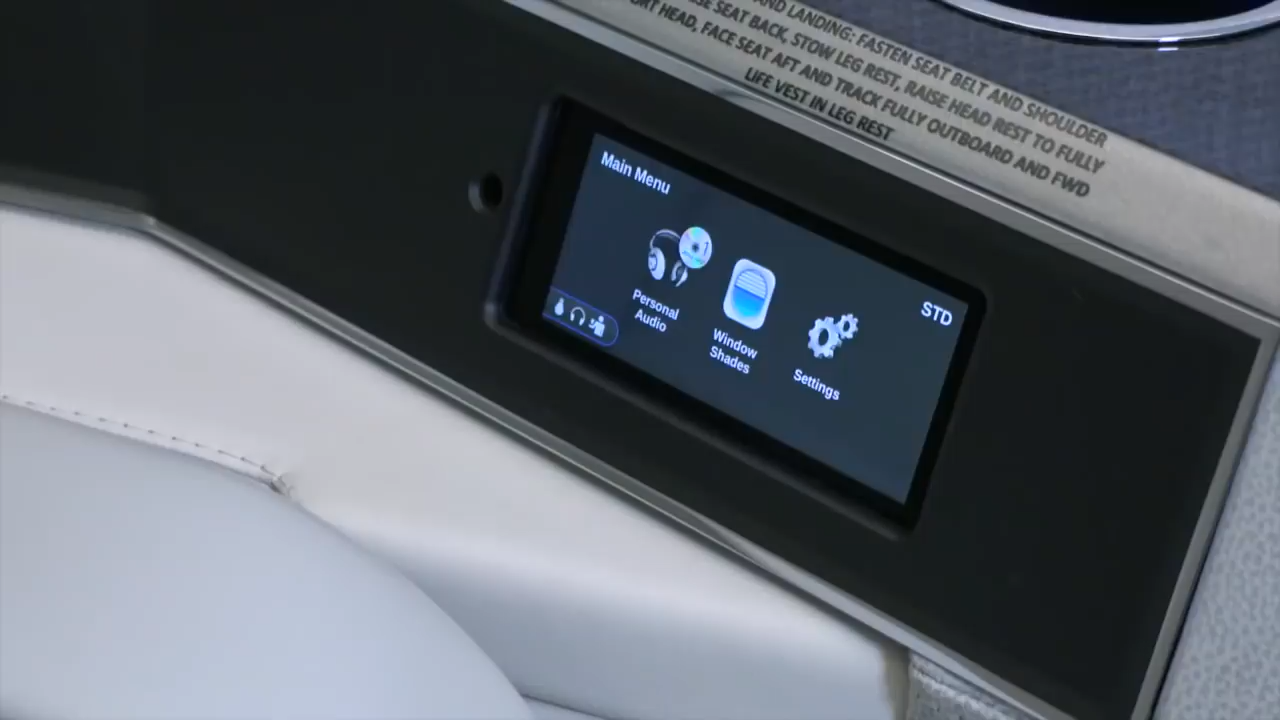 AND LANDING: FASTEN SEAT BELT AND SHOULDER
SEAT BACK, STOW LEG REST, RAISE HEAD REST TO FULLY
HEAD, FACE SEAT AFT AND TRACK FULLY OUTBOARD AND FWD
LIFE VEST IN LEG REST
Main Menu
STD
1
Personal
Audio
Window
Shades
Settings